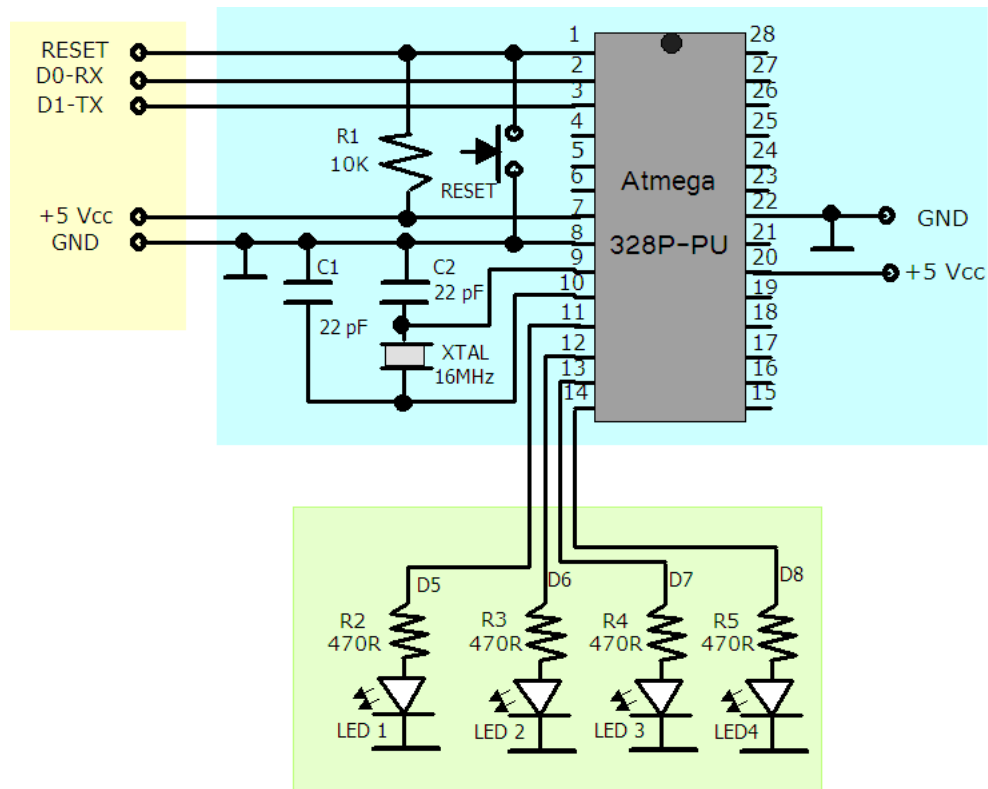 RESET
D0-RX
D1-TX
+5 Vcc
GND
R1
10K
RESET
C1
22 pF
C2
22 pF
XTAL
16MHz
1
2
3
4
5
6
7
8
9
10
11
12
13
14
Atmega
328P-PU
28
27
26
25
24
23
22
21
20
19
18
17
16
15
GND
+5 Vcc
D5
D6
D7
D8
R2
470R
R3
470R
R4
470R
R5
470R
LED 1
LED 2
LED 3
LED4